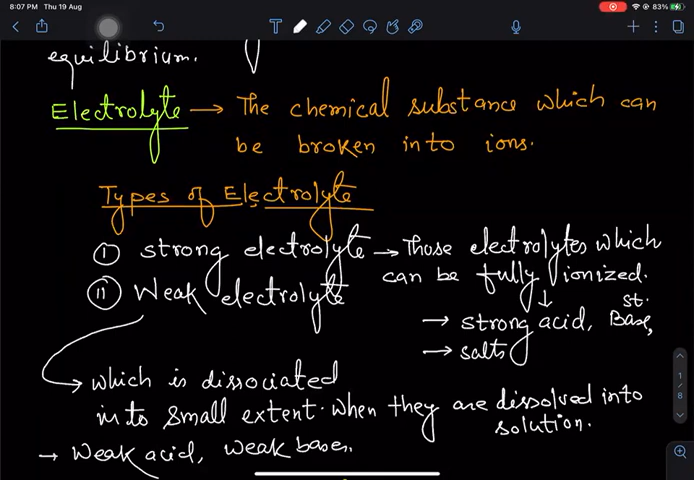 8:07 PM Thu 19 Aug
83%
equilibrium.
Electrolyte → The chemical substance which can
be broken into ions.
Types of Electrolyte
(i) strong electrolyte → Those electrolytes which
can be fully ionized.
(ii) Weak electrolyte
→ strong acid, st. Base,
→ salts
→ which is dissociated
into small extent. when they are dissolved into
solution.
→ Weak acid, weak bases.
1
8